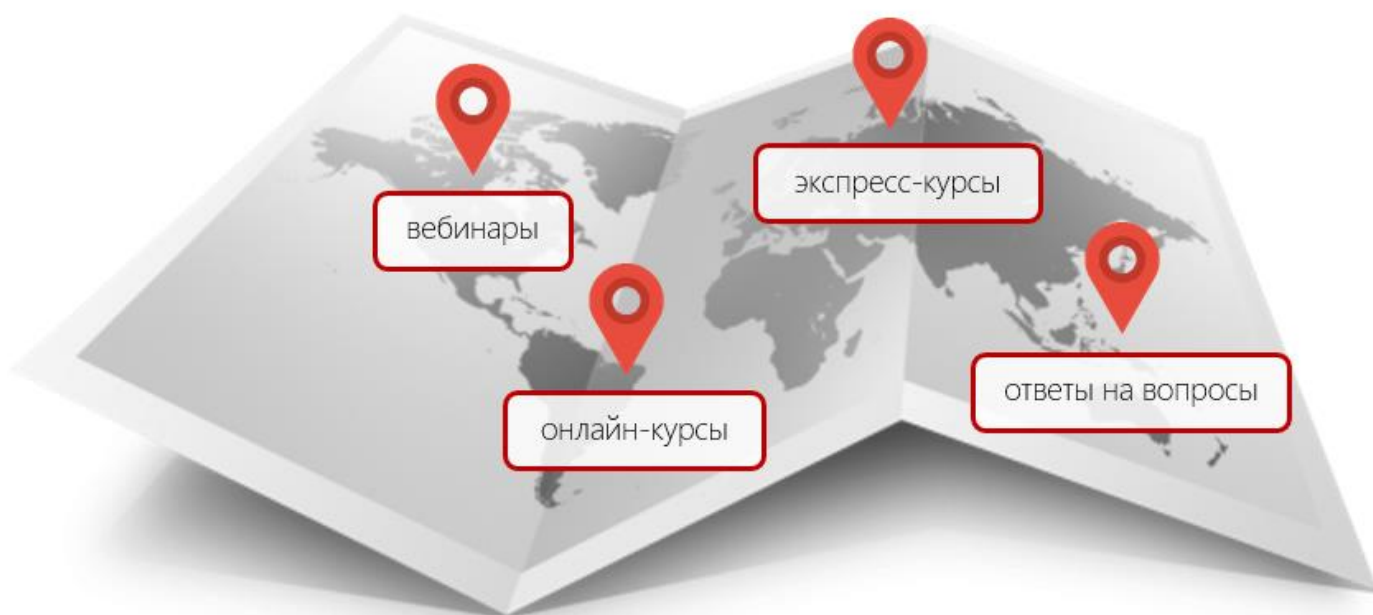 экспресс-курсы
вебинары
ответы на вопросы
онлайн-курсы